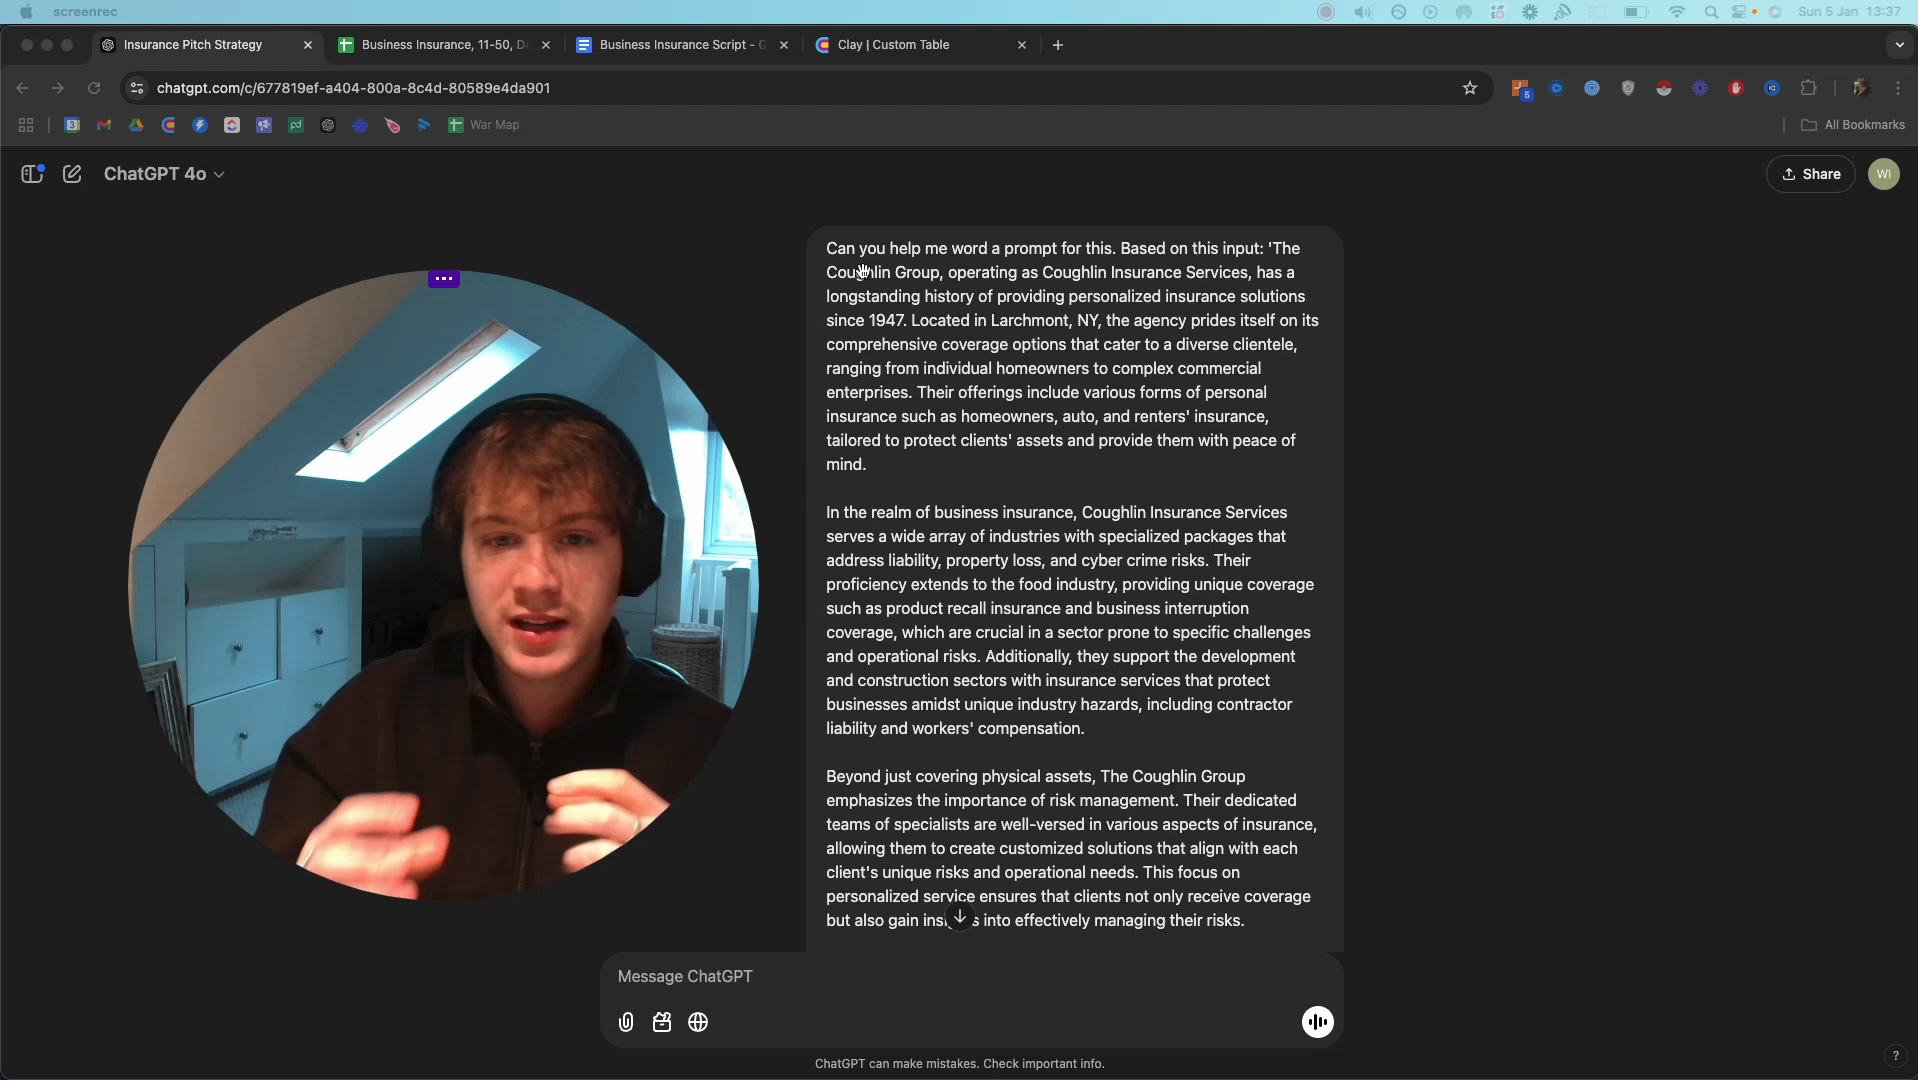 screenrec
Sun 5 Jan 13:37
Insurance Pitch Strategy
Business Insurance, 11-50, D
Business Insurance Script - G
Clay | Custom Table
chatgpt.com/c/677819ef-a404-800a-8c4d-80589e4da901
5
3
War Map
All Bookmarks
ChatGPT 4o
Share
WI
Can you help me word a prompt for this. Based on this input: 'The
Coughlin Group, operating as Coughlin Insurance Services, has a
longstanding history of providing personalized insurance solutions
since 1947. Located in Larchmont, NY, the agency prides itself on its
comprehensive coverage options that cater to a diverse clientele,
ranging from individual homeowners to complex commercial
enterprises. Their offerings include various forms of personal
insurance such as homeowners, auto, and renters' insurance,
tailored to protect clients' assets and provide them with peace of
mind.
In the realm of business insurance, Coughlin Insurance Services
serves a wide array of industries with specialized packages that
address liability, property loss, and cyber crime risks. Their
proficiency extends to the food industry, providing unique coverage
such as product recall insurance and business interruption
coverage, which are crucial in a sector prone to specific challenges
and operational risks. Additionally, they support the development
and construction sectors with insurance services that protect
businesses amidst unique industry hazards, including contractor
liability and workers' compensation.
Beyond just covering physical assets, The Coughlin Group
emphasizes the importance of risk management. Their dedicated
teams of specialists are well-versed in various aspects of insurance,
allowing them to create customized solutions that align with each
client's unique risks and operational needs. This focus on
personalized service ensures that clients not only receive coverage
but also gain insights into effectively managing their risks.
Message ChatGPT
ChatGPT can make mistakes. Check important info.
?